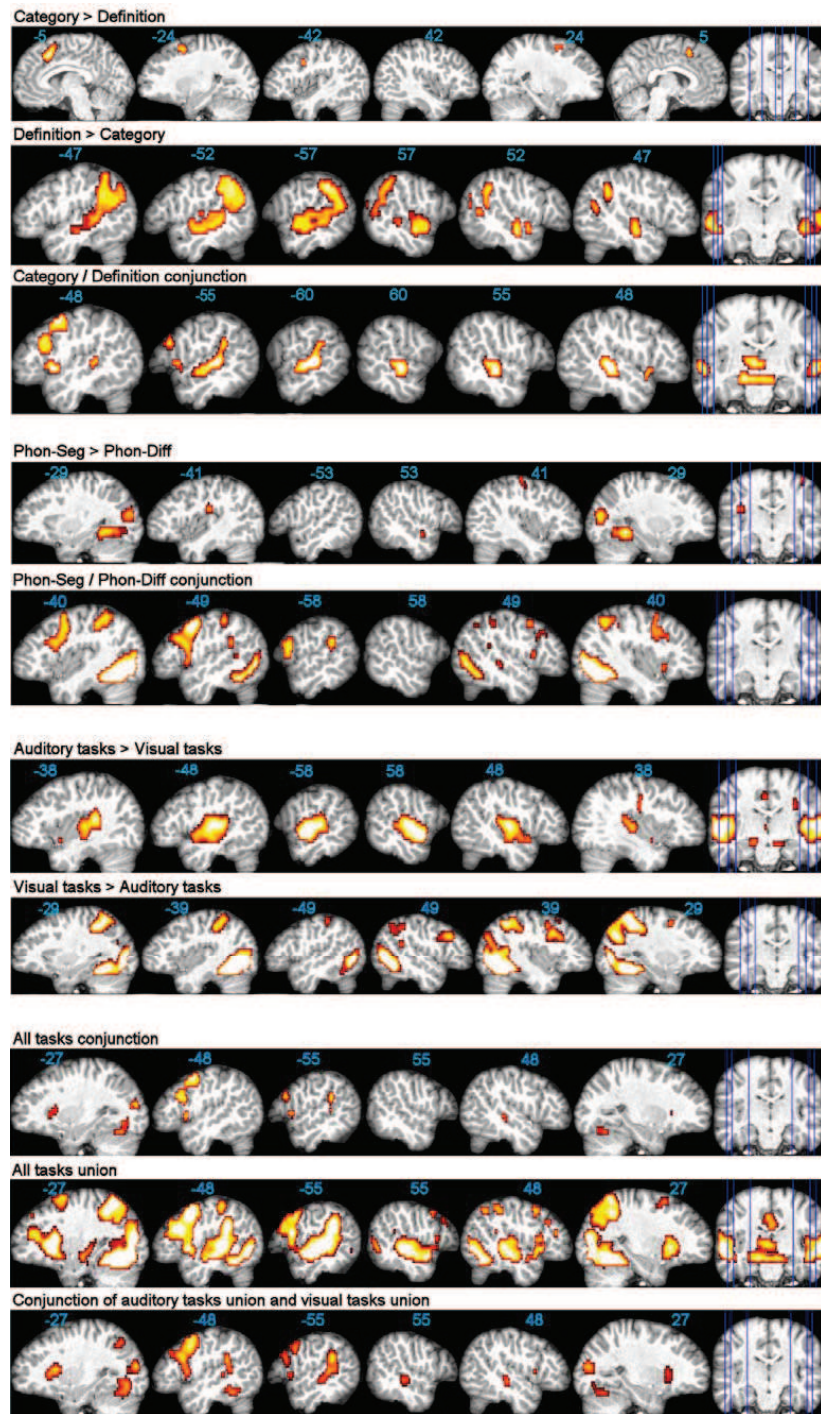 Category > Definition
-5 -24 -42 42 24 5
Definition > Category
-47 -52 -57 57 52 47
Category / Definition conjunction
-48 -55 -60 60 55 48
Phon-Seg > Phon-Diff
-29 -41 -53 53 41 29
Phon-Seg / Phon-Diff conjunction
-40 -49 -58 58 49 40
Auditory tasks > Visual tasks
-38 -48 -58 58 48 38
Visual tasks > Auditory tasks
-29 -39 -49 49 39 29
All tasks conjunction
-27 -48 -55 55 48 27
All tasks union
-27 -48 -55 55 48 27
Conjunction of auditory tasks union and visual tasks union
-27 -48 -55 55 48 27